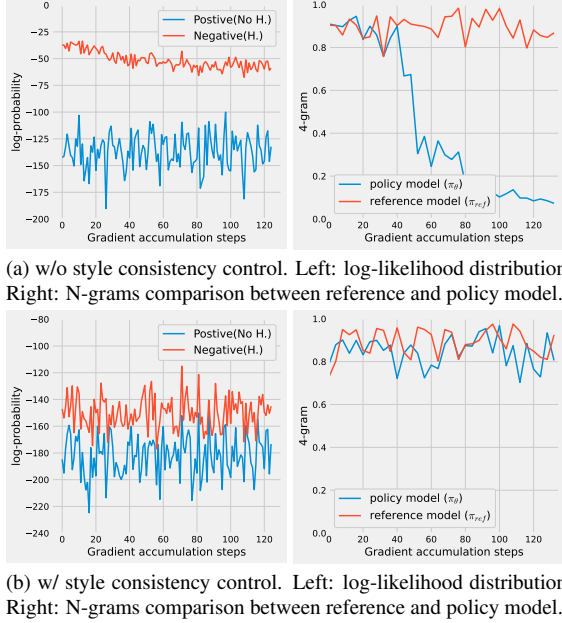 0
−25
−50
−75
−100
−125
−150
−175
−200
log-probability
Postive(No H.)
Negative(H.)
0 20 40 60 80 100 120
Gradient accumulation steps
1.0
0.8
0.6
0.4
0.2
0.0
4-gram
policy model (πθ)
reference model (πref)
0 20 40 60 80 100 120
Gradient accumulation steps
(a) w/o style consistency control. Left: log-likelihood distribution
Right: N-grams comparison between reference and policy model.
−80
−100
−120
−140
−160
−180
−200
−220
−240
log-probability
Postive(No H.)
Negative(H.)
0 20 40 60 80 100 120
Gradient accumulation steps
1.0
0.8
0.6
0.4
0.2
0.0
4-gram
policy model (πθ)
reference model (πref)
0 20 40 60 80 100 120
Gradient accumulation steps
(b) w/ style consistency control. Left: log-likelihood distribution
Right: N-grams comparison between reference and policy model.